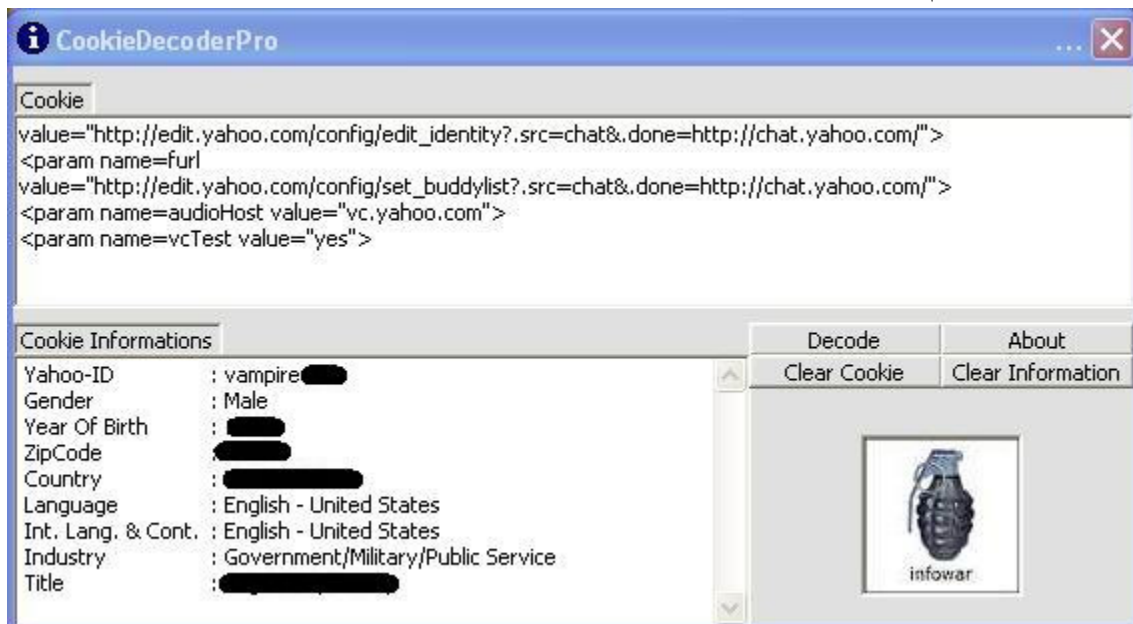 CookieDecoderPro ...
Cookie
value="http://edit.yahoo.com/config/edit_identity?.src=chat&.done=http://chat.yahoo.com/">
<param name=furl
value="http://edit.yahoo.com/config/set_buddylist?.src=chat&.done=http://chat.yahoo.com/">
<param name=audioHost value="vc.yahoo.com">
<param name=vcTest value="yes">
Cookie Informations
Yahoo-ID : vampire
Gender : Male
Year Of Birth :
ZipCode :
Country :
Language : English - United States
Int. Lang. & Cont. : English - United States
Industry : Government/Military/Public Service
Title :
Decode About
Clear Cookie Clear Information
infowar